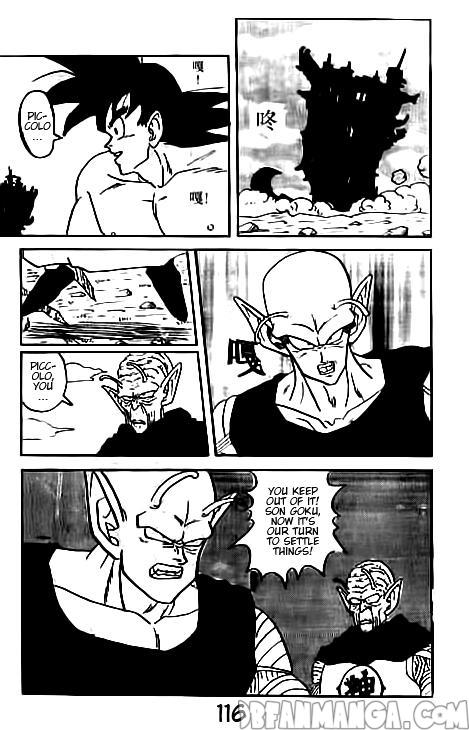 咚
嘎!
PIC-
COLO
...
嘎!
嘎
PICC-
OLO,
YOU
...
YOU KEEP
OUT OF IT!
SON GOKU,
NOW IT'S
OUR TURN
TO SETTLE
THINGS!
神
116
DBFANMANGA.COM